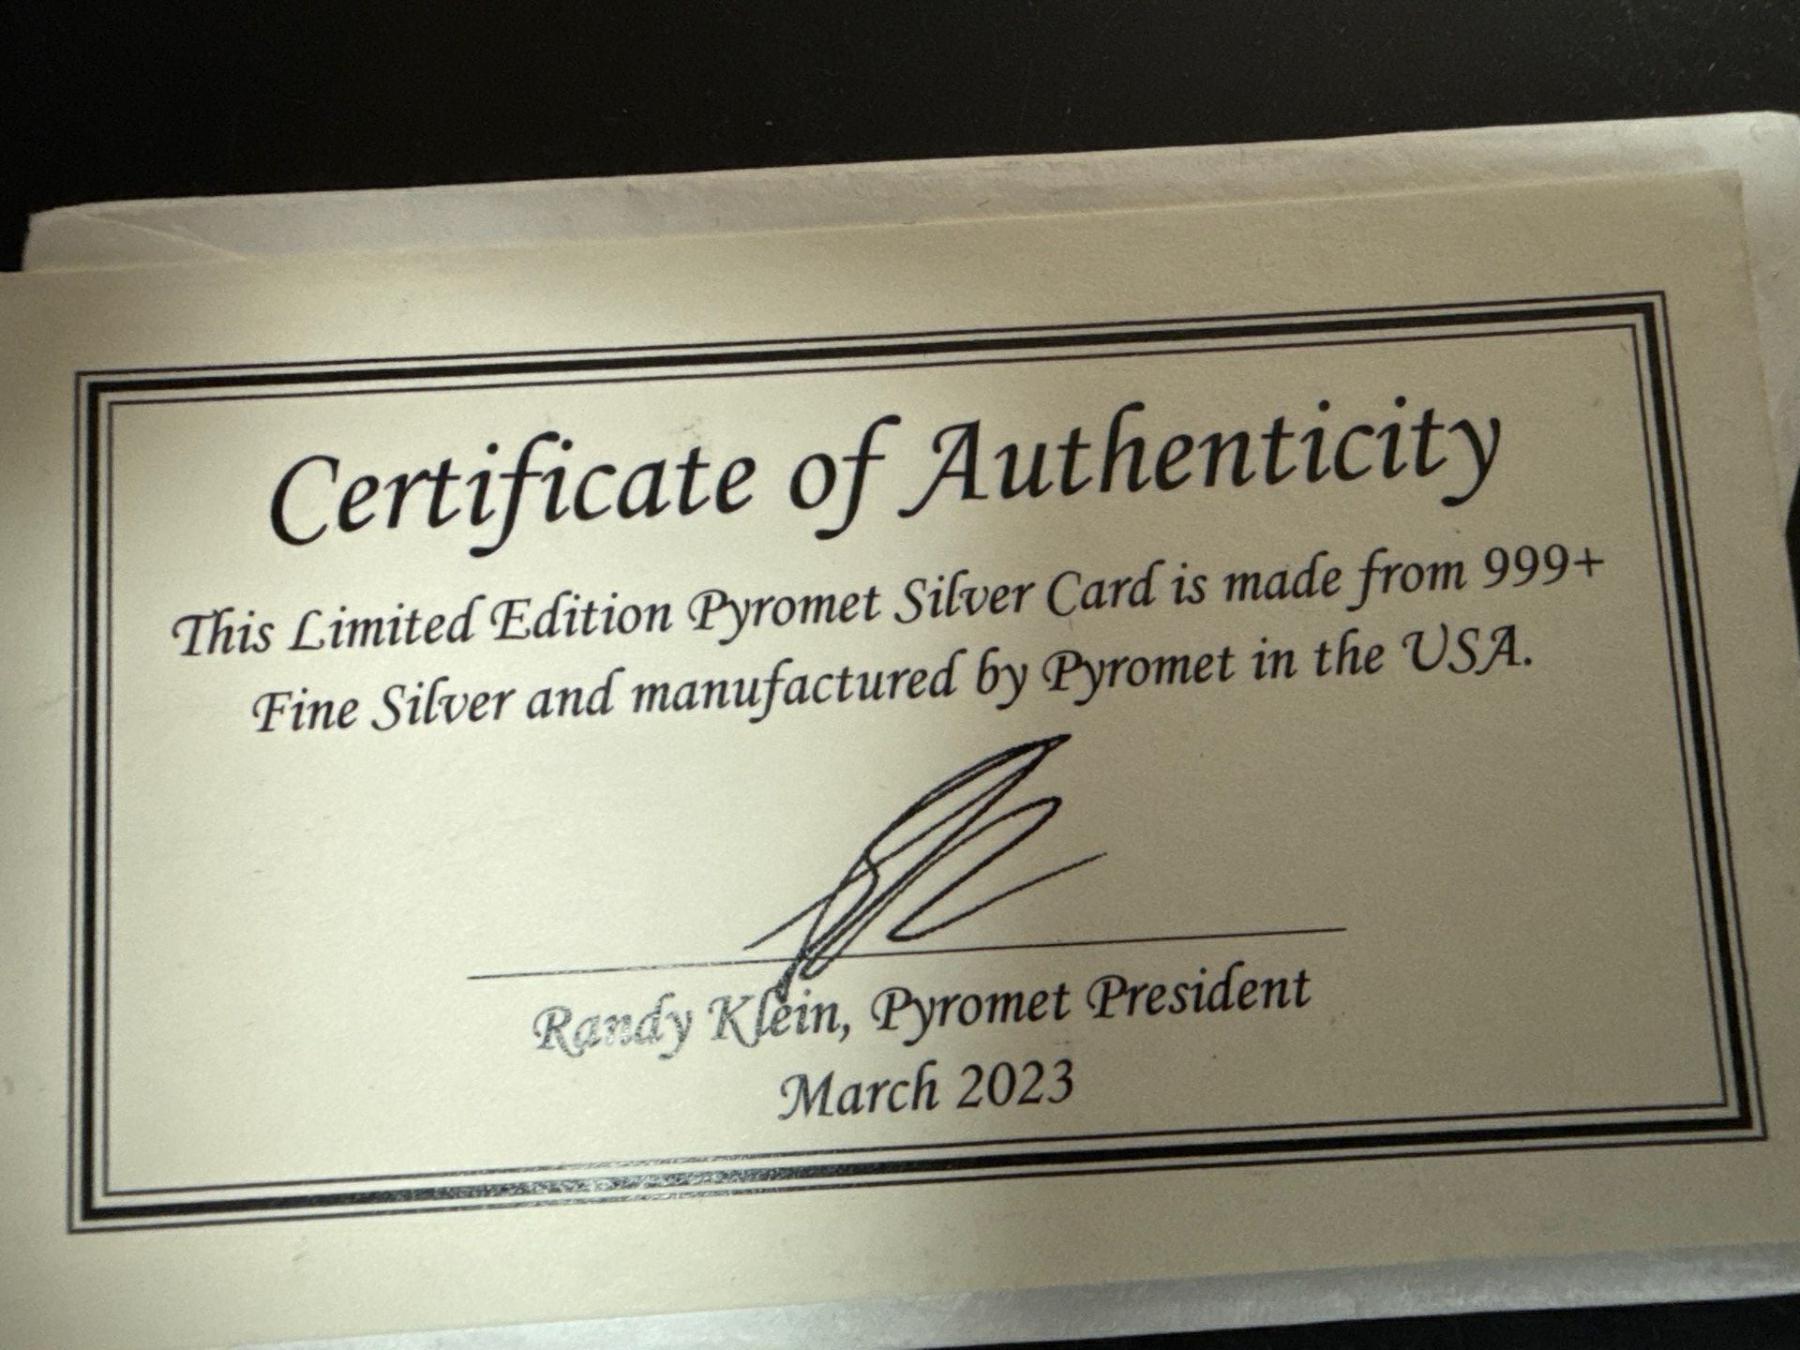 Certificate of Authenticity
This Limited Edition Pyromet Silver Card is made from 999+
Fine Silver and manufactured by Pyromet in the USA.
Randy Klein, Pyromet President
March 2023